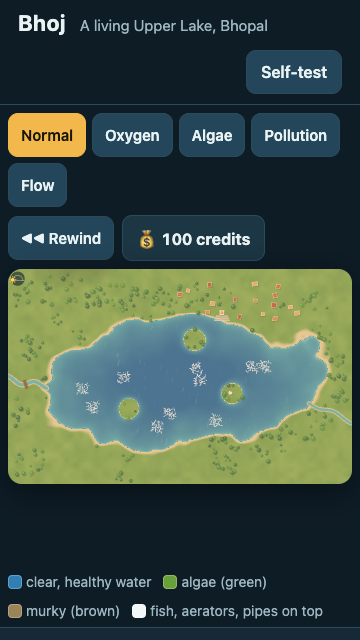 Bhoj A living Upper Lake, Bhopal
Self-test
Normal Oxygen Algae Pollution
Flow
Rewind 100 credits
clear, healthy water algae (green)
murky (brown) fish, aerators, pipes on top